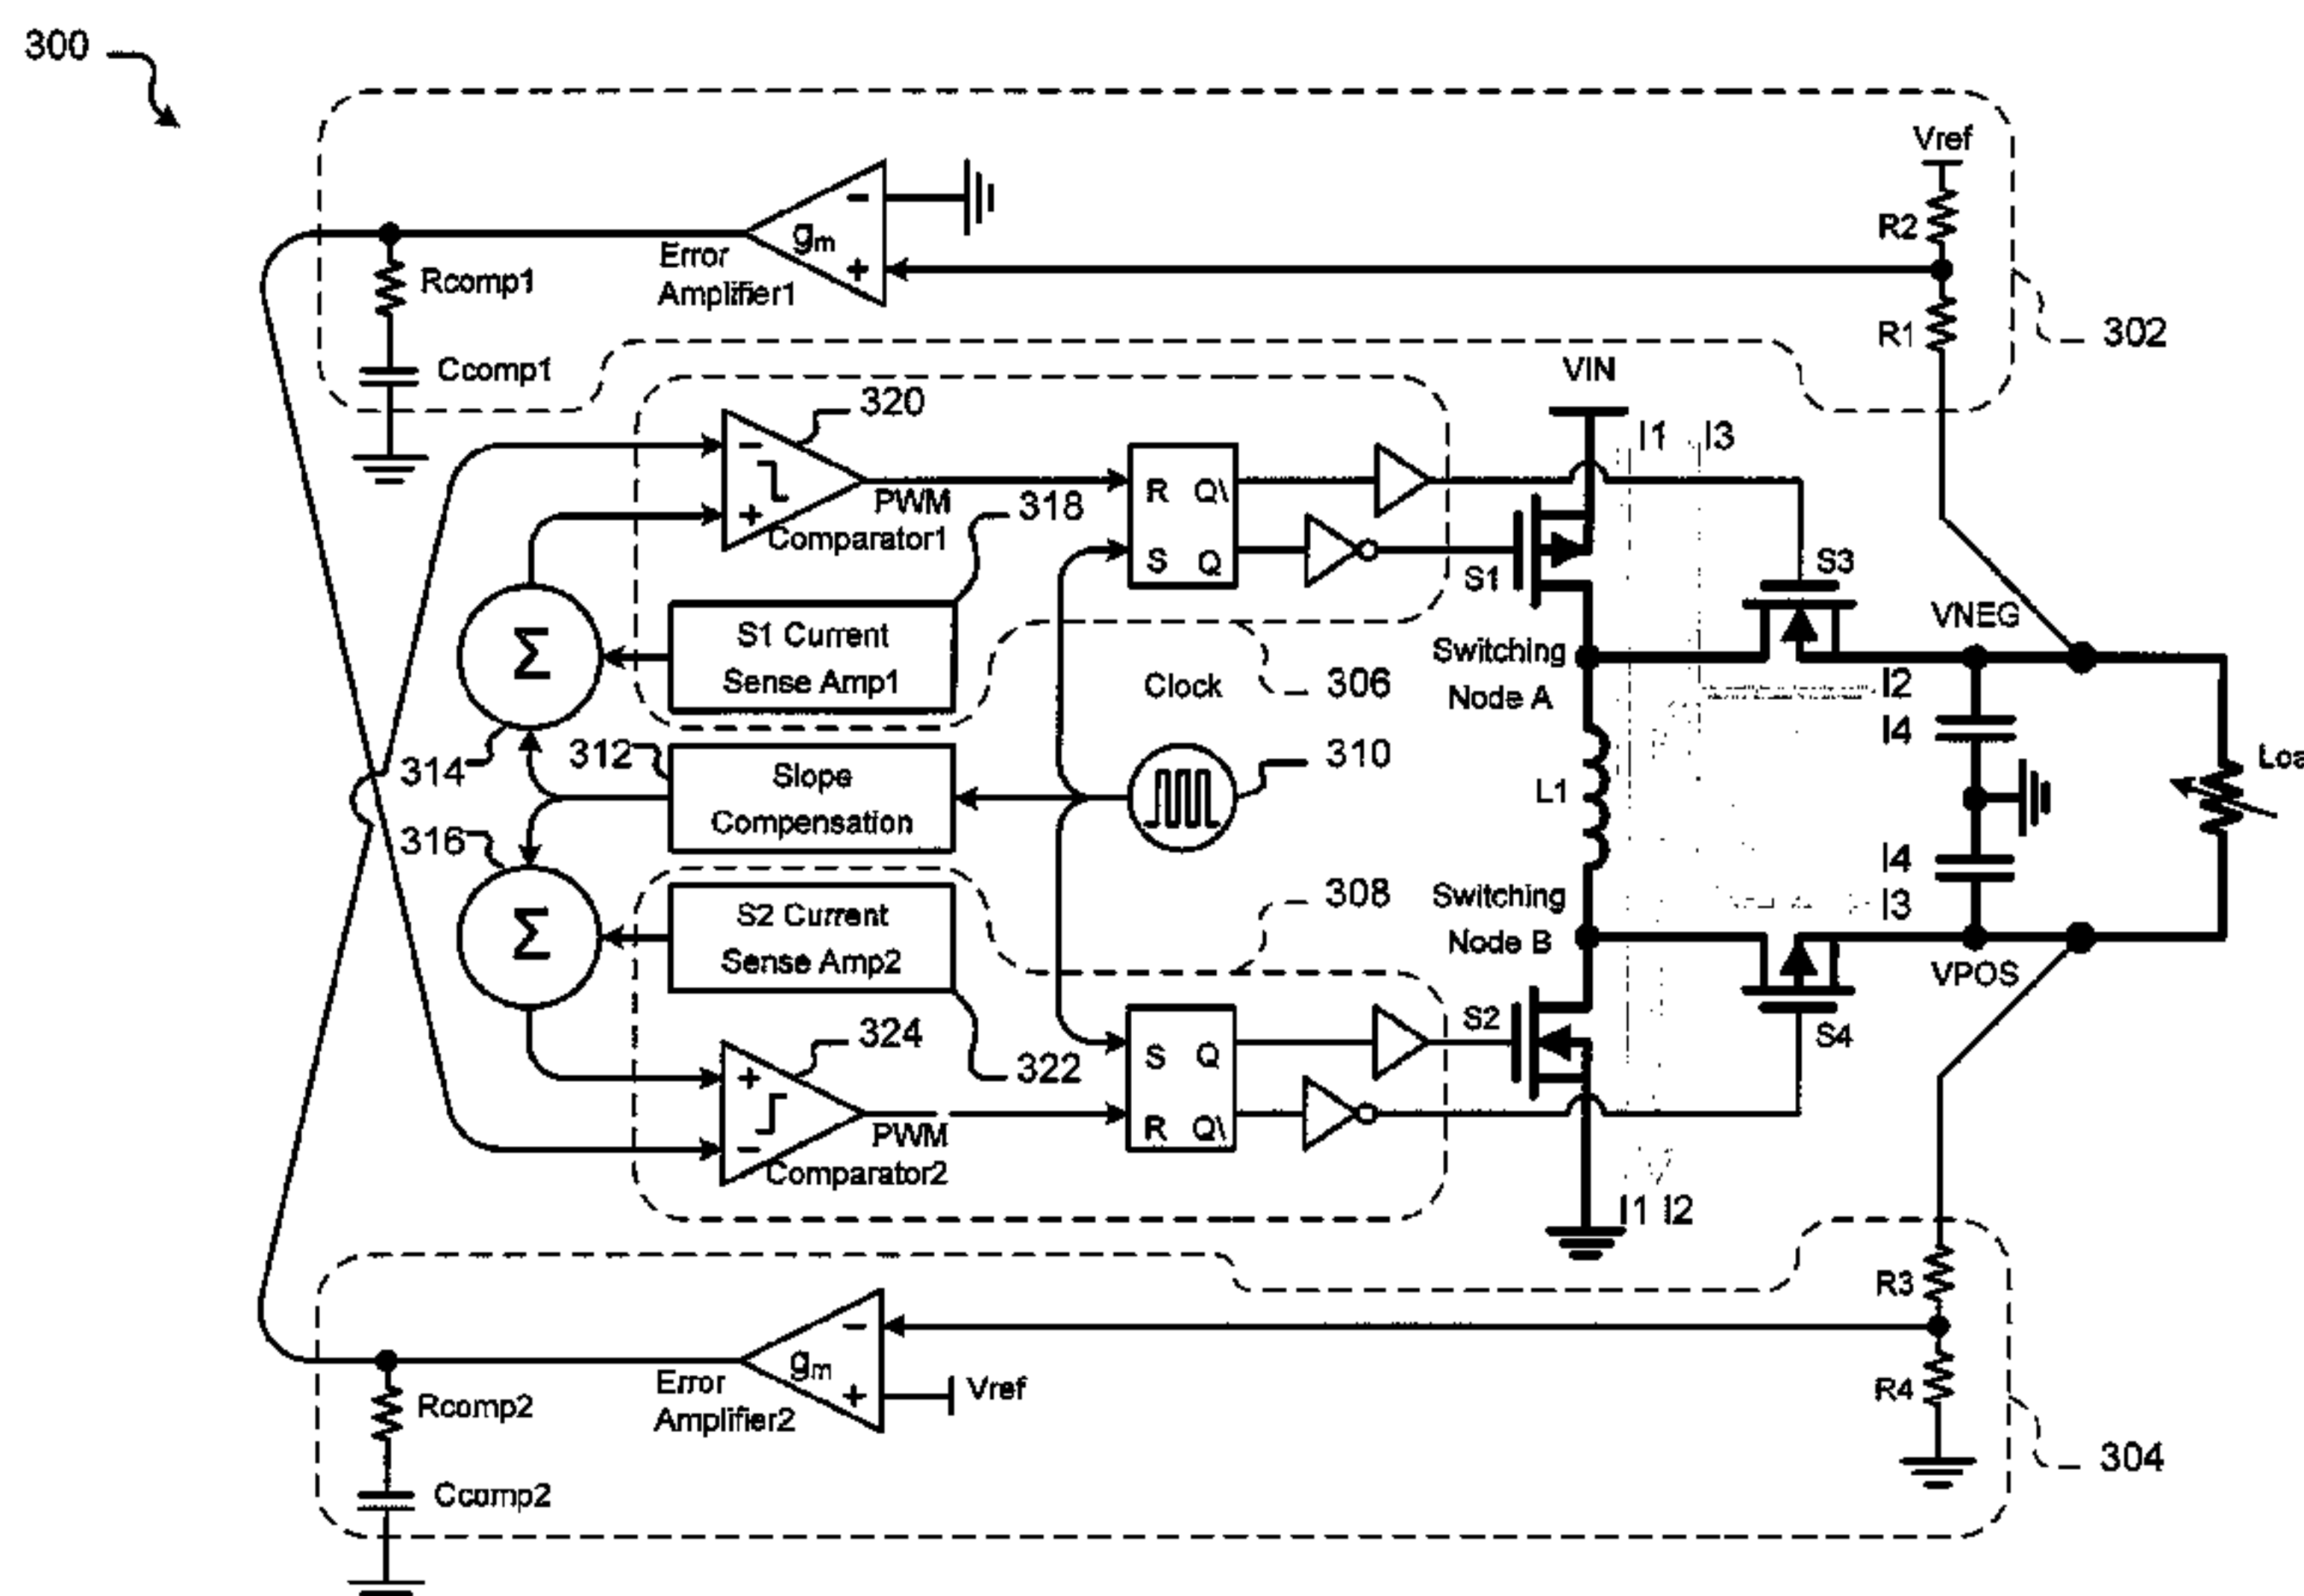 300
Vref
R2
gm
-
+
Error
Amplifier1
Rcomp1
R1
302
Ccomp1
VIN
320
I1
I3
-
+
PWM
Comparator1
318
R
Q\
S
Q
S1
S3
S1 Current
Sense Amp1
Σ
VNEG
Switching
Node A
Clock
306
I2
I4
314
312
310
Slope
Compensation
L1
Loa
316
I4
308
Switching
Node B
I3
S2 Current
Sense Amp2
Σ
VPOS
324
S2
S4
322
S
Q
R
Q\
+
-
PWM
Comparator2
I1 I2
R3
gm
-
+
Vref
Error
Amplifier2
Rcomp2
R4
304
Ccomp2